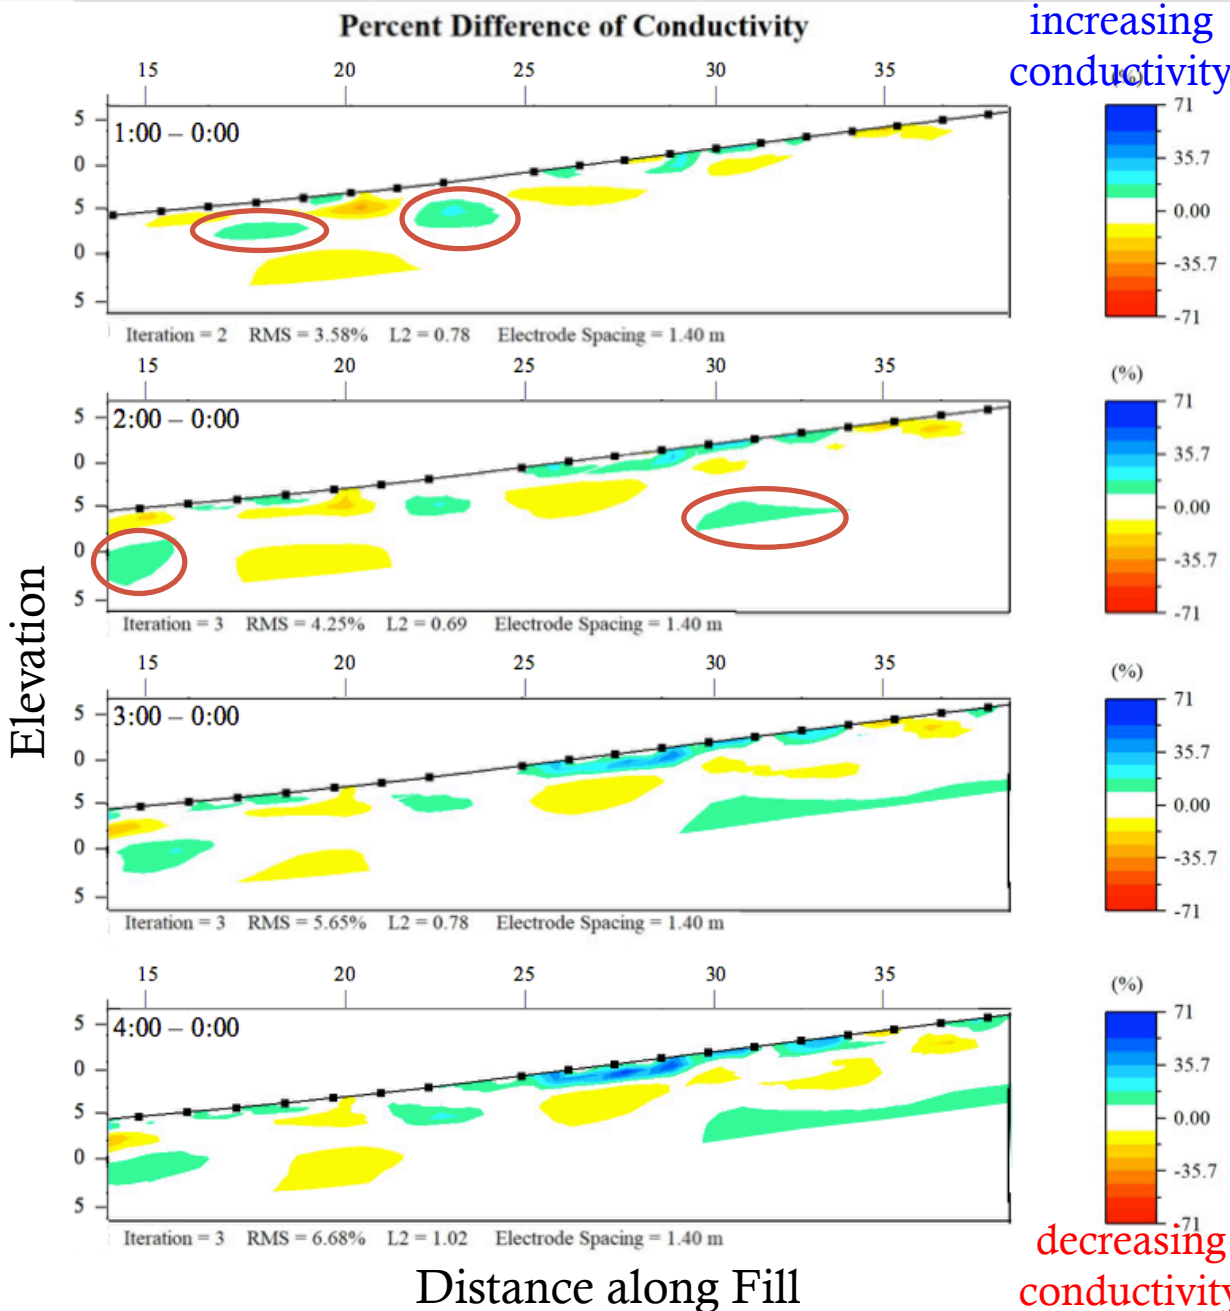 Percent Difference of Conductivity
increasing
conductivity
15 20 25 30 35
1:00 – 0:00
5
0
5
0
5
71
35.7
0.00
-35.7
-71
Iteration = 2 RMS = 3.58% L2 = 0.78 Electrode Spacing = 1.40 m
15 20 25 30 35
(%)
2:00 – 0:00
5
0
5
0
5
71
35.7
0.00
-35.7
-71
Iteration = 3 RMS = 4.25% L2 = 0.69 Electrode Spacing = 1.40 m
Elevation
15 20 25 30 35
(%)
3:00 – 0:00
5
0
5
0
5
71
35.7
0.00
-35.7
-71
Iteration = 3 RMS = 5.65% L2 = 0.78 Electrode Spacing = 1.40 m
15 20 25 30 35
(%)
4:00 – 0:00
5
0
5
0
5
71
35.7
0.00
-35.7
-71
Iteration = 3 RMS = 6.68% L2 = 1.02 Electrode Spacing = 1.40 m
decreasing
conductivity
Distance along Fill